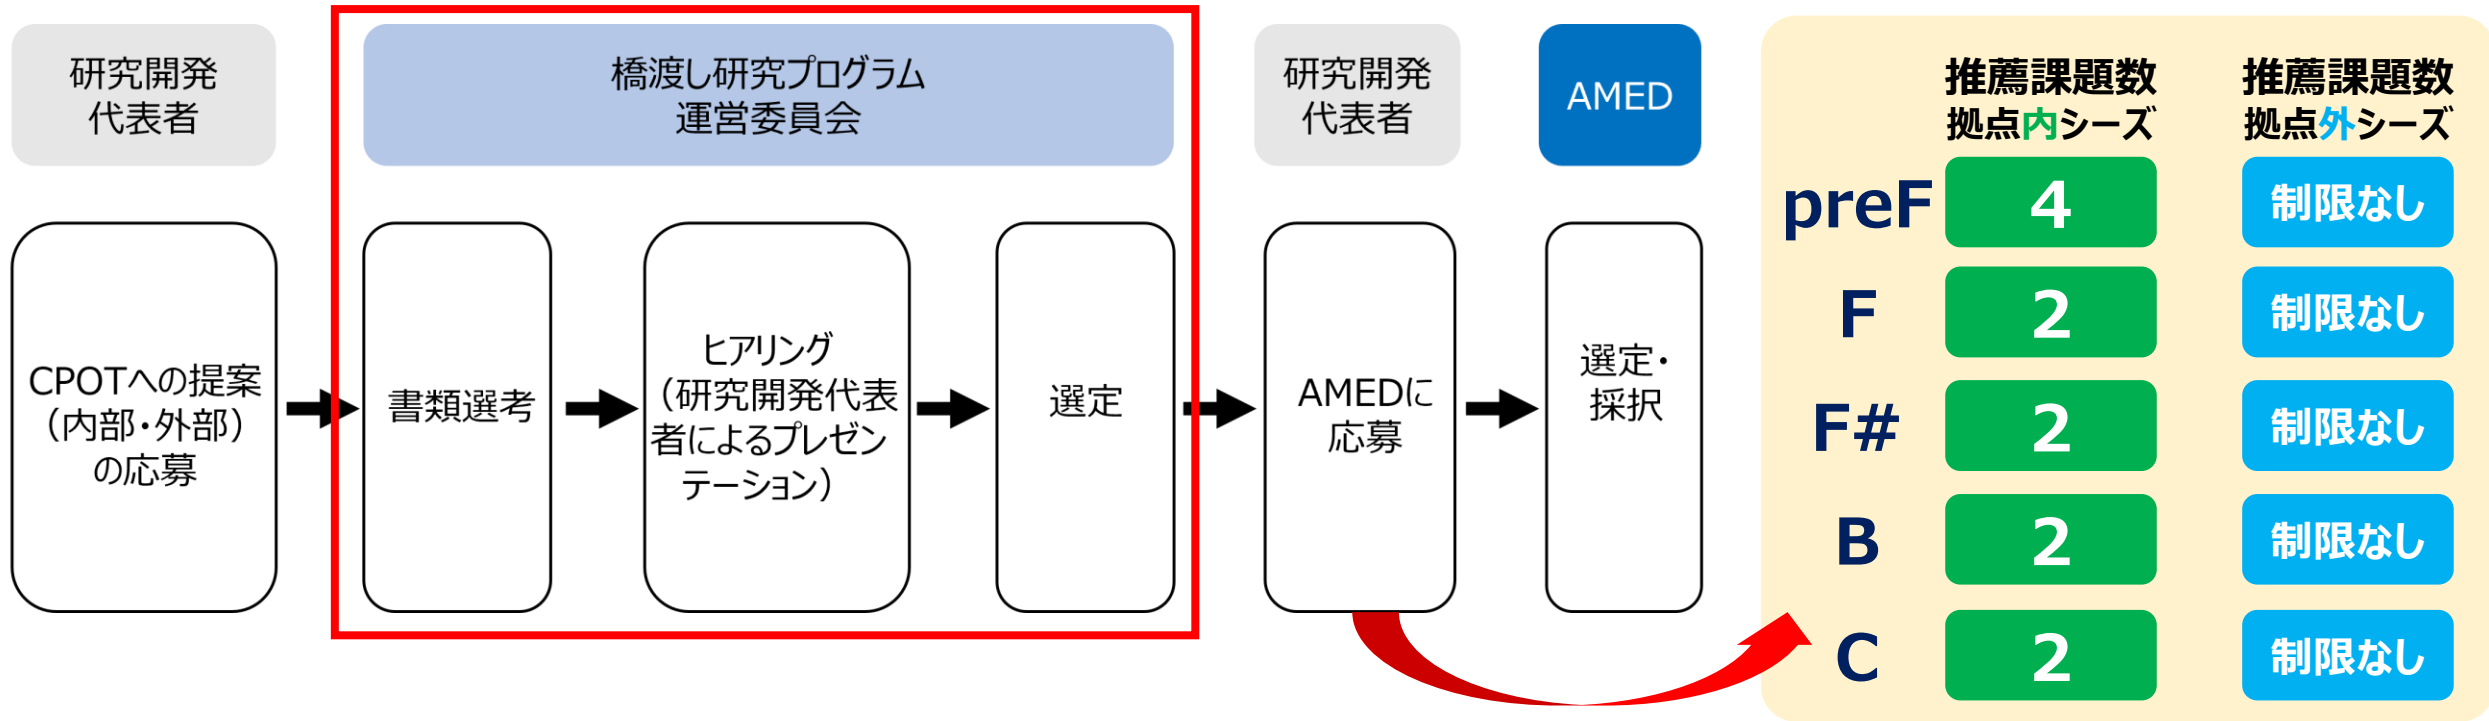 研究開発
代表者
橋渡し研究プログラム
運営委員会
研究開発
代表者
AMED
CPOTへの提案
（内部・外部）
の応募
書類選考
ヒアリング
（研究開発代表
者によるプレゼン
テーション）
選定
AMEDに
応募
選定・
採択
推薦課題数
拠点内シーズ
推薦課題数
拠点外シーズ
preF 4 制限なし
F 2 制限なし
F# 2 制限なし
B 2 制限なし
C 2 制限なし